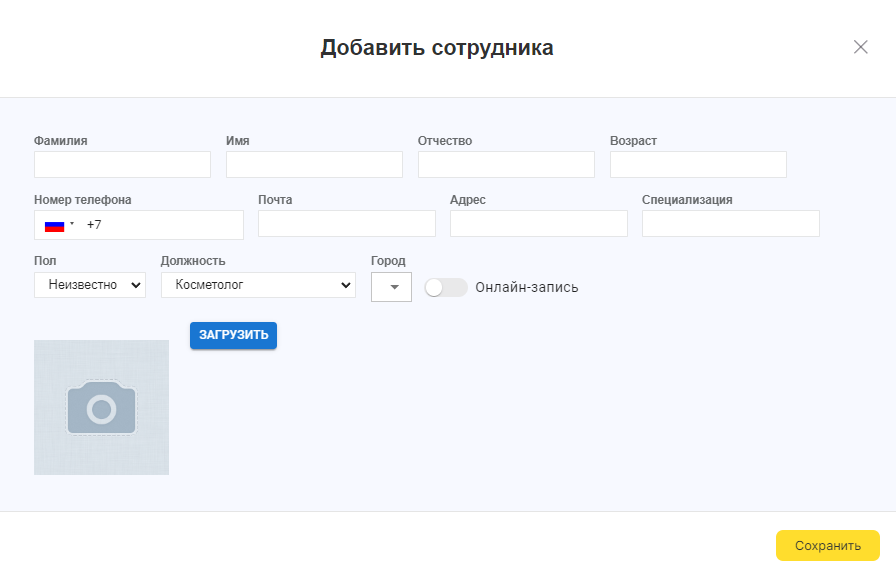 Добавить сотрудника
Фамилия Имя Отчество Возраст
Номер телефона Почта Адрес Специализация
+7
Пол Должность Город
Неизвестно Косметолог Онлайн-запись
ЗАГРУЗИТЬ
Сохранить